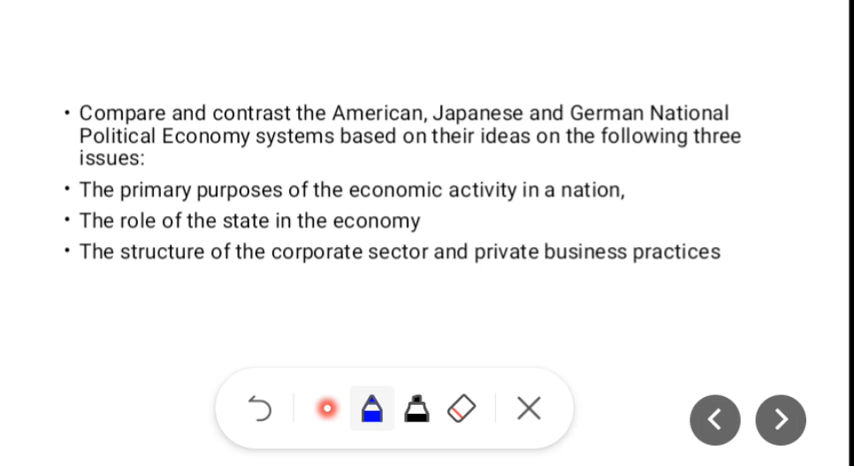 • Compare and contrast the American, Japanese and German National
Political Economy systems based on their ideas on the following three
issues:
• The primary purposes of the economic activity in a nation,
• The role of the state in the economy
• The structure of the corporate sector and private business practices